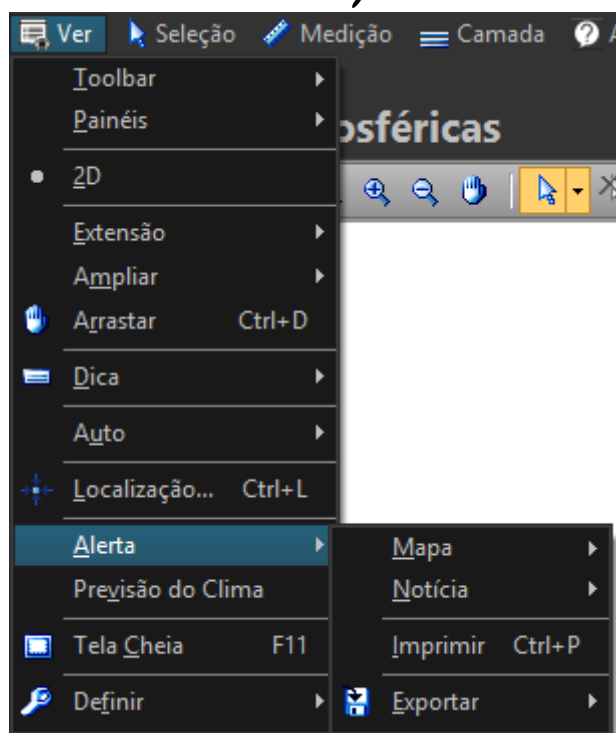 Ver Seleção Medição Camada
Toolbar
Painéis
osféricas
2D
Extensão
Ampliar
Arrastar Ctrl+D
Dica
Auto
Localização... Ctrl+L
Alerta
Mapa
Previsão do Clima
Notícia
Tela Cheia F11
Imprimir Ctrl+P
Definir
Exportar